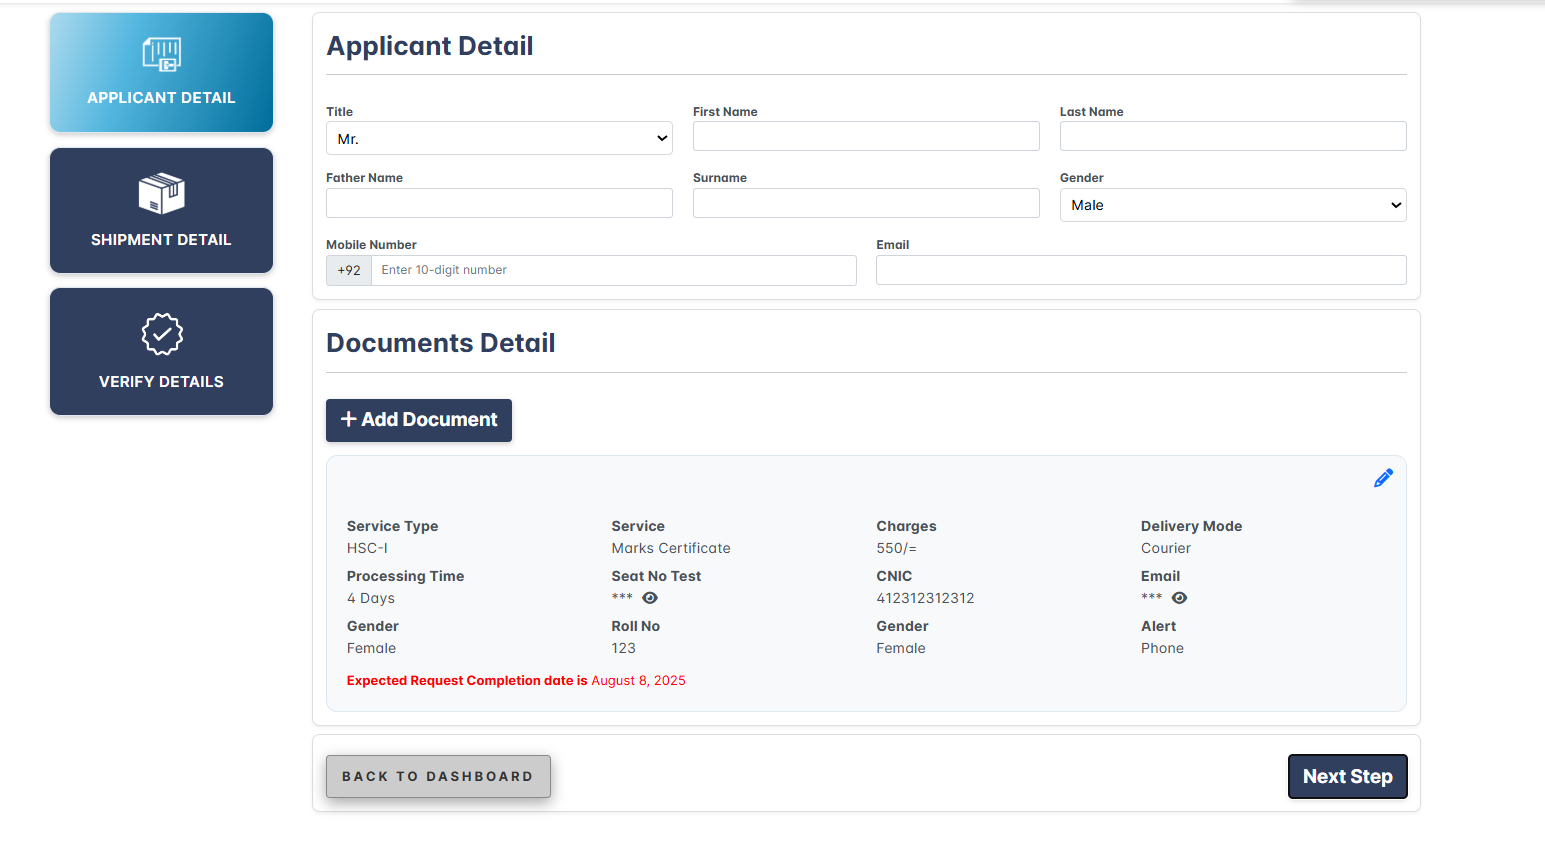 APPLICANT DETAIL
SHIPMENT DETAIL
VERIFY DETAILS
Applicant Detail
Title
First Name
Last Name
Mr.
Father Name
Surname
Gender
Male
Mobile Number
Email
+92
Enter 10-digit number
Documents Detail
+ Add Document
Service Type
Service
Charges
Delivery Mode
HSC-I
Marks Certificate
550/=
Courier
Processing Time
Seat No Test
CNIC
Email
4 Days
***
412312312312
***
Gender
Roll No
Gender
Alert
Female
123
Female
Phone
Expected Request Completion date is August 8, 2025
BACK TO DASHBOARD
Next Step